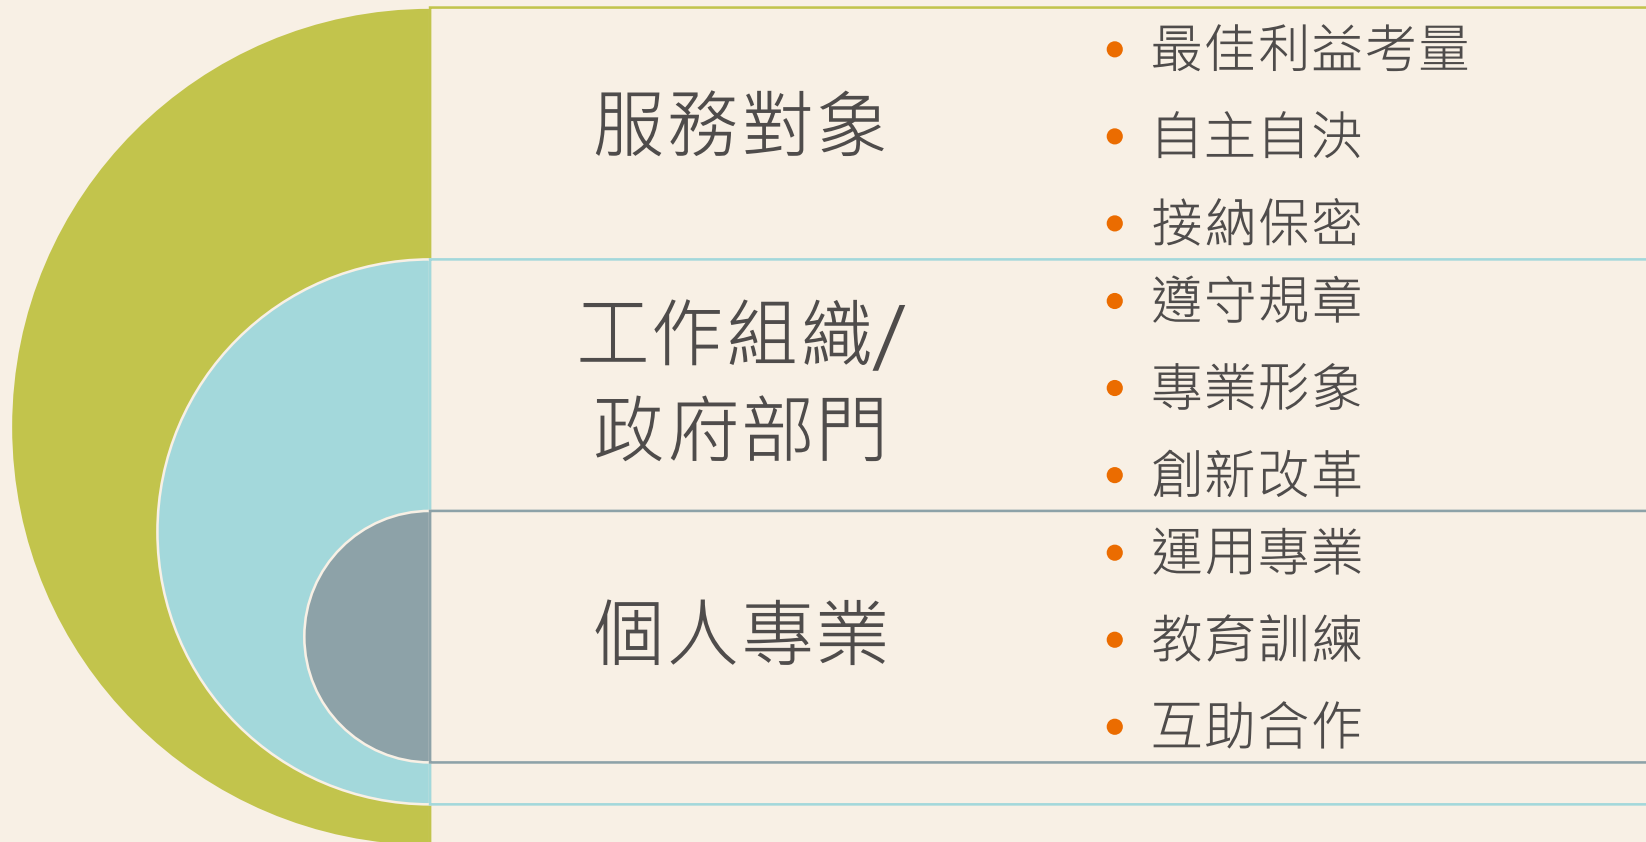 服務對象
• 最佳利益考量
• 自主自決
• 接納保密
工作組織/
政府部門
• 遵守規章
• 專業形象
• 創新改革
個人專業
• 運用專業
• 教育訓練
• 互助合作